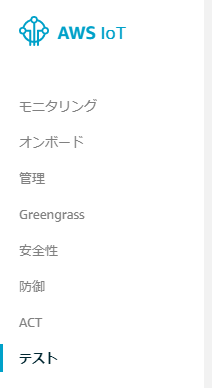 AWS IoT
モニタリング
オンボード
管理
Greengrass
安全性
防御
ACT
テスト